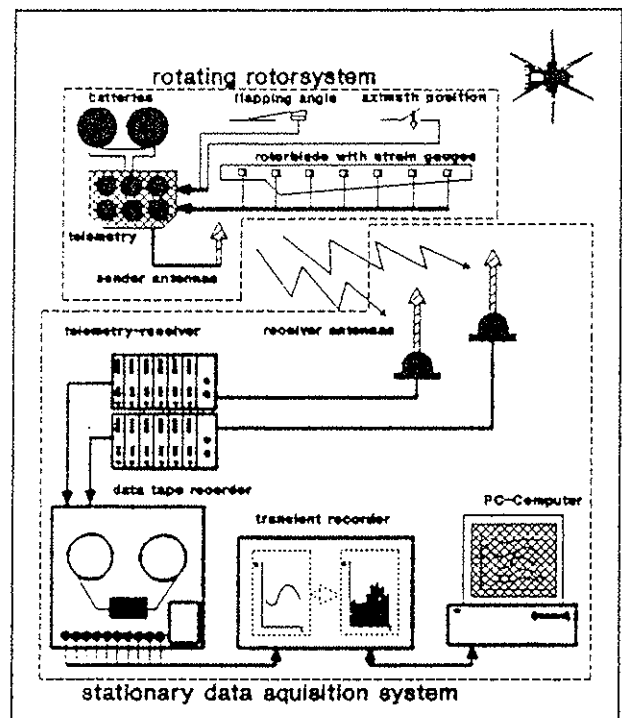 rotating rotorsystem
batteries
flapping angle
azimuth position
rotorblade with strain gauges
telemetry
sender antennas
telemetry-receiver
receiver antennas
data tape recorder
transient recorder
PC-Computer
stationary data aquisition system